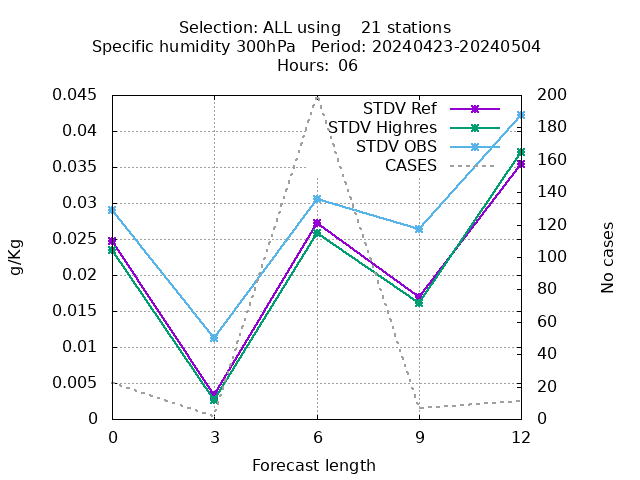 Selection: ALL using    21 stations
Specific humidity 300hPa   Period: 20240423-20240504
Hours: 06
STDV Ref
STDV Highres
STDV OBS
CASES
g/Kg
0.045
0.04
0.035
0.03
0.025
0.02
0.015
0.01
0.005
0
200
180
160
140
120
100
80
60
40
20
0
No cases
0 3 6 9 12
Forecast length